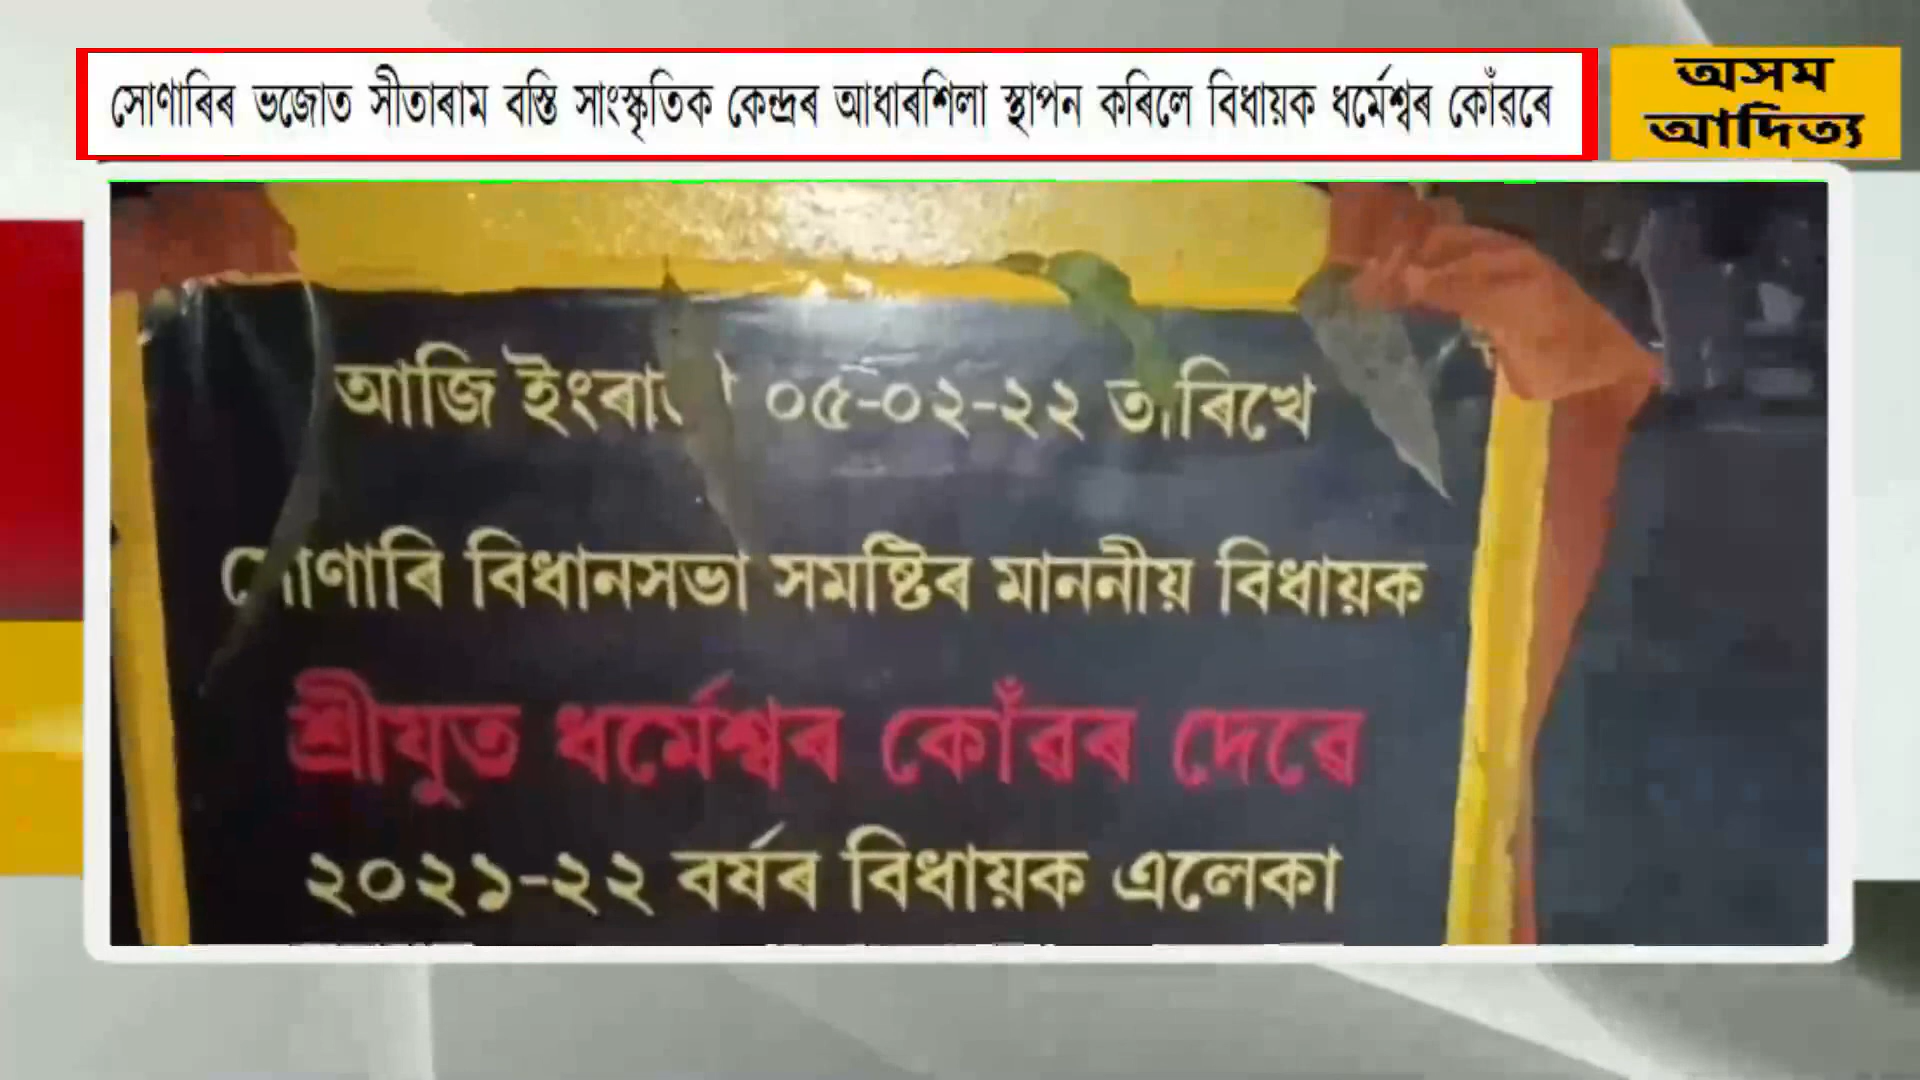 সোণাৰিৰ ভজোত সীতাৰাম বস্তি সাংস্কৃতিক কেন্দ্ৰৰ আধাৰশিলা স্থাপন কৰিলে বিধায়ক ধৰ্মেশ্বৰ কোঁৱৰে
অসম
আদিত্য
আজি ০৫-০২-২২ তাৰিখে
সোণাৰি বিধানসভা সমষ্টিৰ মাননীয় বিধায়ক
শ্ৰীযুত ধৰ্মেশ্বৰ কোঁৱৰ দেৱে
২০২১-২২ বৰ্ষৰ বিধায়ক এলেকা